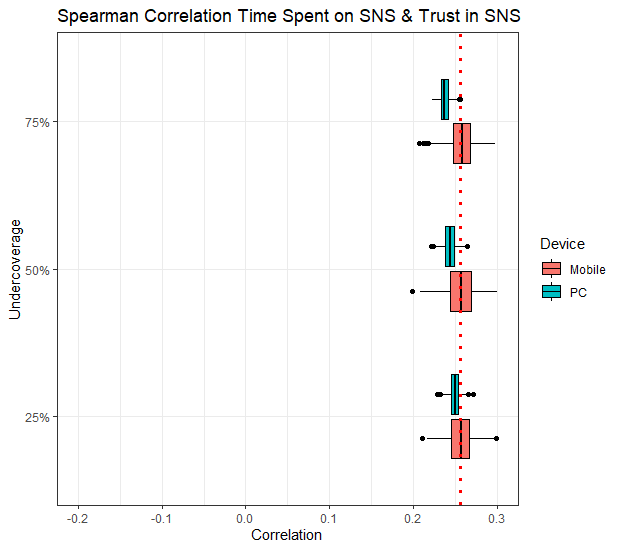 Spearman Correlation Time Spent on SNS & Trust in SNS
Undercoverage
75%
50%
25%
-0.2
-0.1
0.0
0.1
0.2
0.3
Correlation
Device
Mobile
PC